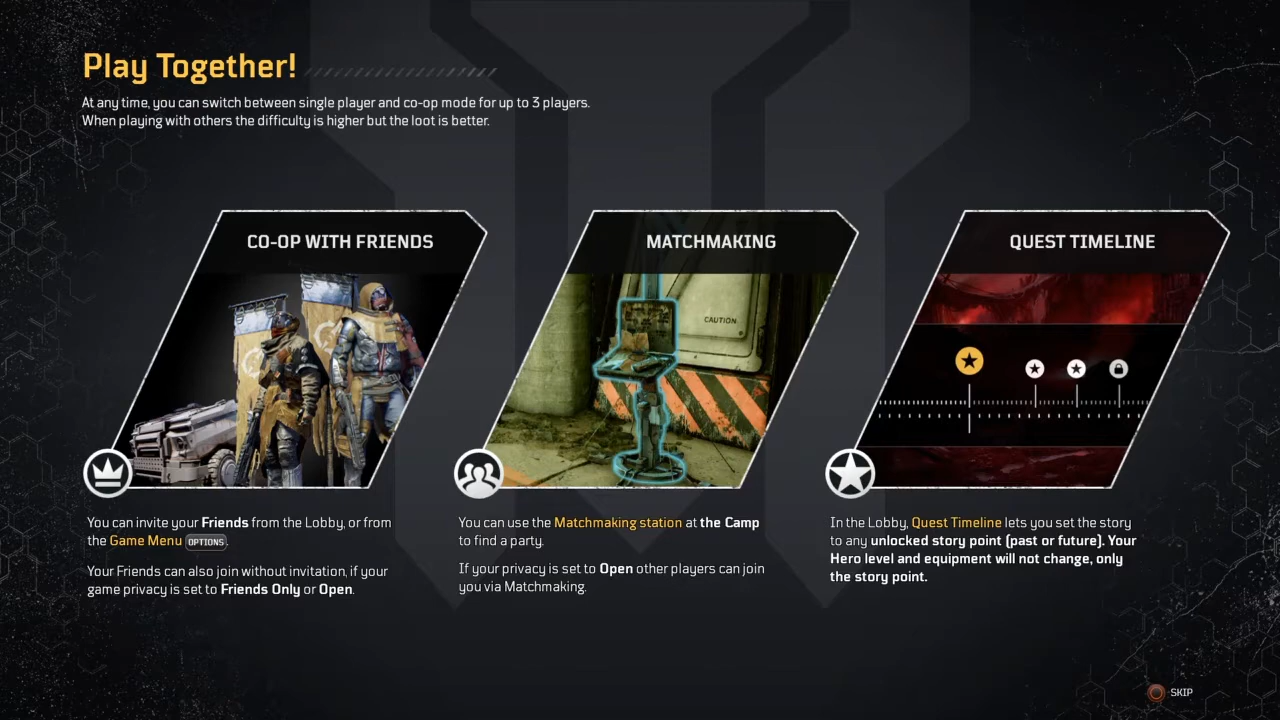 Play Together!
At any time, you can switch between single player and co-op mode for up to 3 players.
When playing with others the difficulty is higher but the loot is better.
CO-OP WITH FRIENDS
MATCHMAKING
QUEST TIMELINE
CAUTION
You can invite your Friends from the Lobby, or from
the Game Menu OPTIONS.
Your Friends can also join without invitation, if your
game privacy is set to Friends Only or Open.
You can use the Matchmaking station at the Camp
to find a party.
If your privacy is set to Open other players can join
you via Matchmaking.
In the Lobby, Quest Timeline lets you set the story
to any unlocked story point (past or future). Your
Hero level and equipment will not change, only
the story point.
SKIP